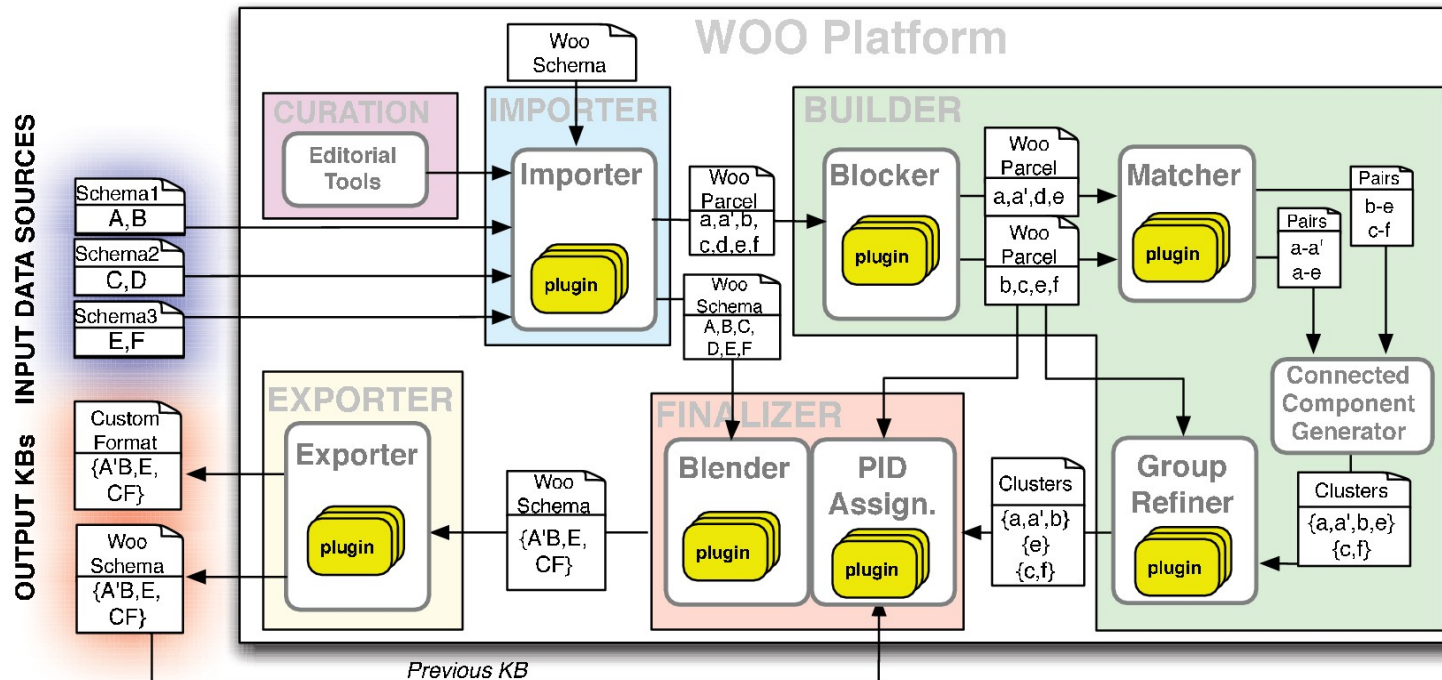 WOO Platform
Woo
Schema
CURATION
IMPORTER
BUILDER
INPUT DATA SOURCES
Editorial
Tools
Importer
plugin
Schema1
A,B
Schema2
C,D
Schema3
E,F
Woo
Parcel
a,a',b,
c,d,e,f
Woo
Schema
A,B,C,
D,E,F
Blocker
plugin
Woo
Parcel
a,a',d,e
Woo
Parcel
b,c,e,f
Matcher
plugin
Pairs
b-e
c-f
Pairs
a-a'
a-e
Connected
Component
Generator
Clusters
{a,a',b,e}
{c,f}
Group
Refiner
plugin
Clusters
{a,a',b}
{e}
{c,f}
FINALIZER
Blender
plugin
PID
Assign.
plugin
Woo
Schema
{A'B,E,
CF}
EXPORTER
Exporter
plugin
OUTPUT KBs
Custom
Format
{A'B,E,
CF}
Woo
Schema
{A'B,E,
CF}
Previous KB